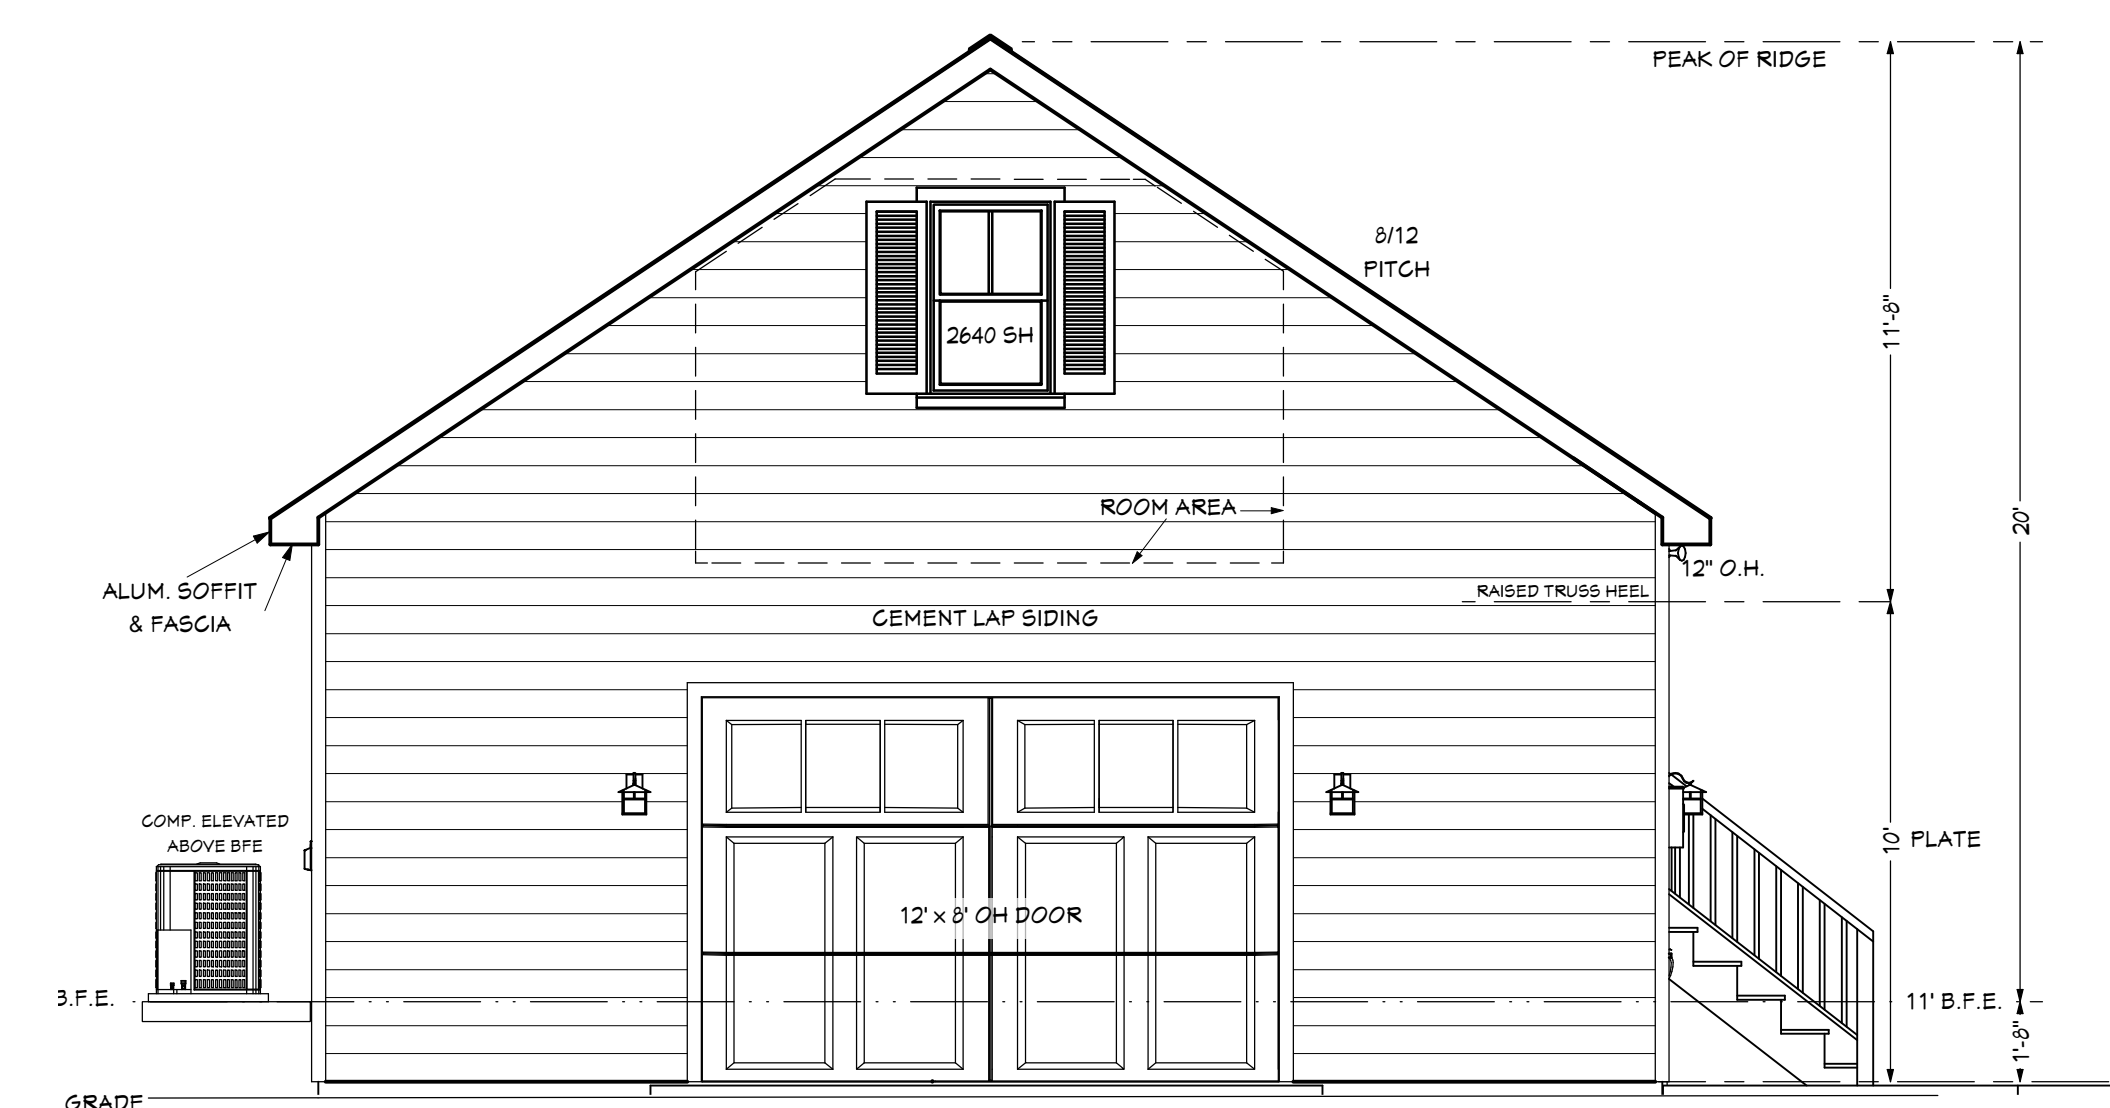 PEAK OF RIDGE
8/12
PITCH
11'-8"
2640 SH
20'
ROOM AREA
12" O.H.
ALUM. SOFFIT
& FASCIA
RAISED TRUSS HEEL
CEMENT LAP SIDING
COMP. ELEVATED
ABOVE BFE
10' PLATE
12' x 8' OH DOOR
B.F.E.
11' B.F.E.
1'-8"
GRADE